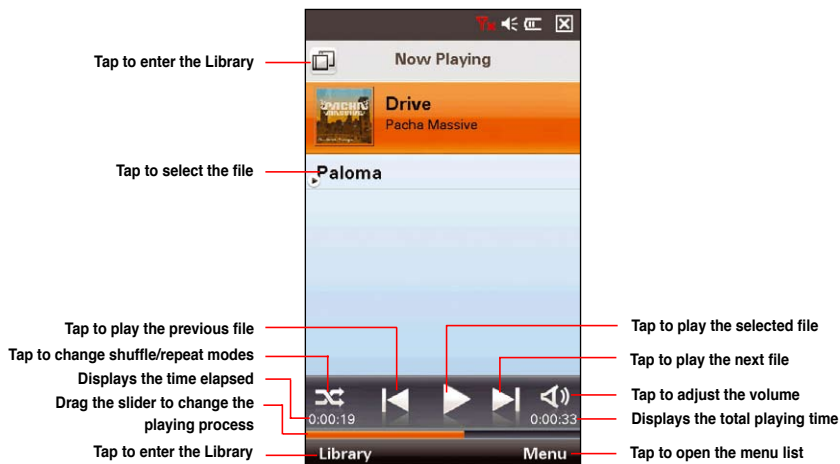 Now Playing
Tap to enter the Library
PACHA
MASSIVE
Drive
Pacha Massive
Tap to select the file
Paloma
Tap to play the previous file
Tap to play the selected file
Tap to change shuffle/repeat modes
Tap to play the next file
Displays the time elapsed
Tap to adjust the volume
Drag the slider to change the
playing process
0:00:19
0:00:33
Displays the total playing time
Tap to enter the Library
Library
Menu
Tap to open the menu list